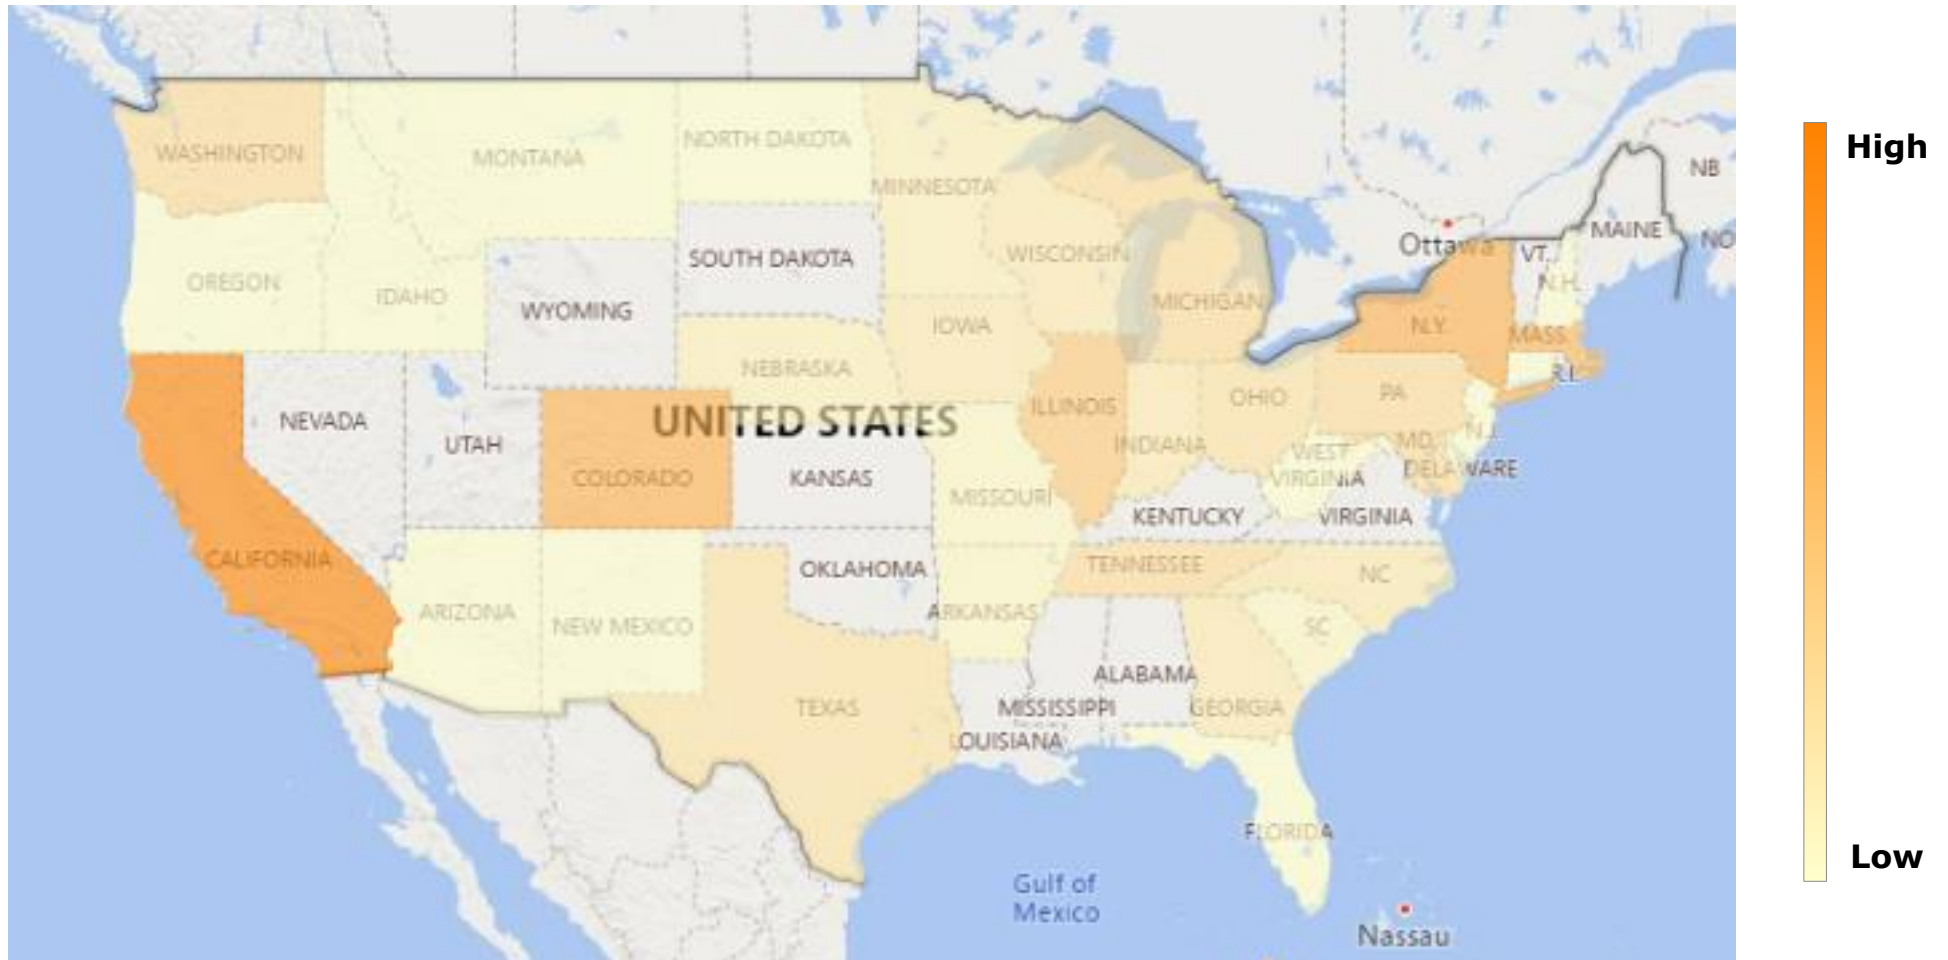 WASHINGTON
MONTANA
NORTH DAKOTA
MINNESOTA
SOUTH DAKOTA
WISCONSIN
MICHIGAN
Ottawa
VT.
N.H.
MAINE
NB
NO
OREGON
IDAHO
WYOMING
IOWA
N.Y.
MASS.
R.I.
NEBRASKA
OHIO
PA
NEVADA
UTAH
COLORADO
UNITED STATES
KANSAS
ILLINOIS
INDIANA
WEST
VIRGINIA
MD.
N.J.
DELAWARE
MISSOURI
KENTUCKY
VIRGINIA
CALIFORNIA
ARIZONA
NEW MEXICO
OKLAHOMA
ARKANSAS
TENNESSEE
NC
SC
TEXAS
LOUISIANA
MISSISSIPPI
ALABAMA
GEORGIA
FLORIDA
Gulf of
Mexico
Nassau
High
Low